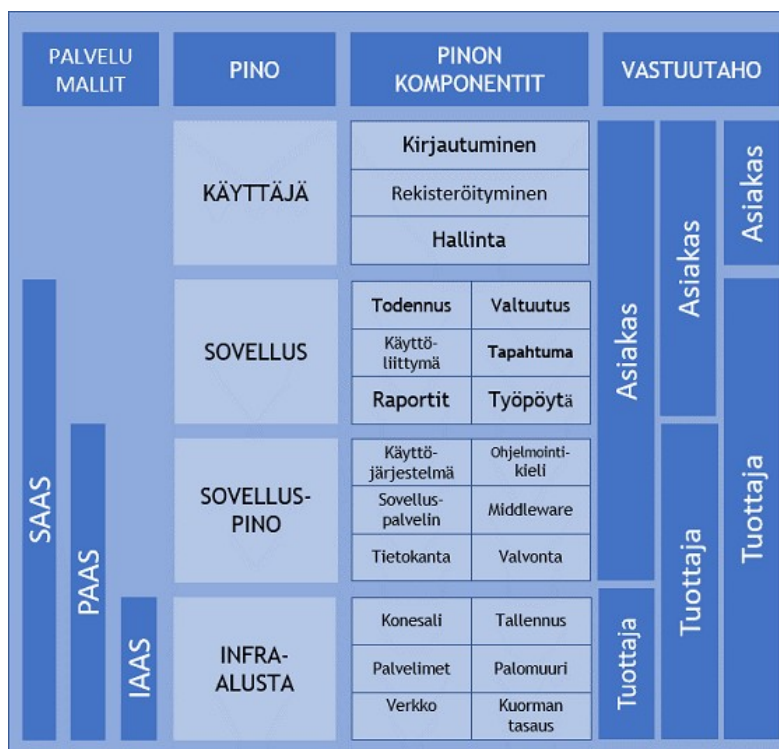 PALVELU
MALLIT
PINO
PINON
KOMPONENTIT
VASTUUTAHO
KÄYTTÄJÄ
Kirjautuminen
Rekisteröityminen
Hallinta
SOVELLUS
Todennus
Valtuutus
Käyttö-
liittymä
Tapahtuma
Raportit
Työpöytä
SOVELLUS-
PINO
Käyttö-
järjestelmä
Ohjelmointi-
kieli
Sovellus-
palvelin
Middleware
Tietokanta
Valvonta
INFRA-
ALUSTA
Konesali
Tallennus
Palvelimet
Palomuuri
Verkko
Kuorman
tasaus
SAAS
PAAS
IAAS
Asiakas
Tuottaja
Asiakas
Tuottaja
Asiakas
Tuottaja